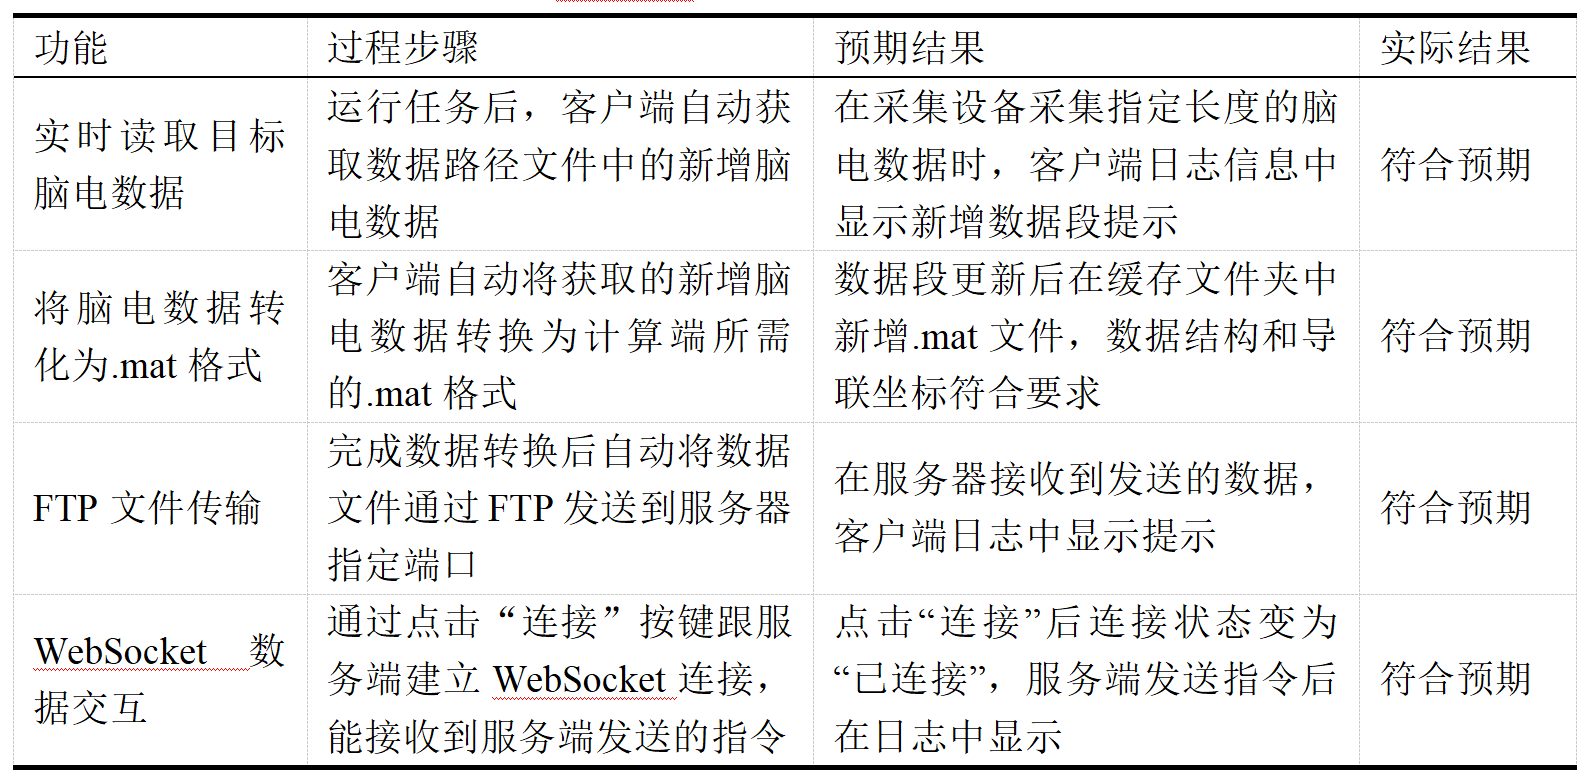 功能 过程步骤 预期结果 实际结果
实时读取目标
脑电数据
运行任务后，客户端自动获
取数据路径文件中的新增脑
电数据
在采集设备采集指定长度的脑
电数据时，客户端日志信息中
显示新增数据段提示
符合预期
将脑电数据转
化为.mat 格式
客户端自动将获取的新增脑
电数据转换为计算端所需
的.mat 格式
数据段更新后在缓存文件夹中
新增.mat 文件，数据结构和导
联坐标符合要求
符合预期
FTP 文件传输
完成数据转换后自动将数据
文件通过 FTP 发送到服务器
指定端口
在服务器接收到发送的数据，
客户端日志中显示提示
符合预期
WebSocket 数
据交互
通过点击“连接”按键跟服
务端建立 WebSocket 连接，
能接收到服务端发送的指令
点击“连接”后连接状态变为
“已连接”，服务端发送指令后
在日志中显示
符合预期